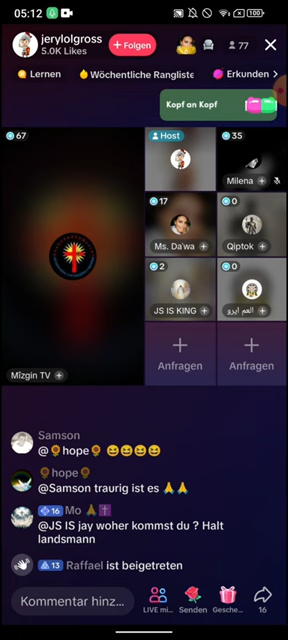 05:12
100
jerylolgross
5.0K Likes
+ Folgen
77
Lernen
Wöchentliche Rangliste
Erkunden
Kopf an Kopf
67
Host
35
Milena
17
Ms. Da'wa
0
Qiptok
2
JS IS KING
0
العم ايرو
Mîzgin TV
Anfragen
Anfragen
Samson
@🌻hope🌻 😆😆😆😆
🌻hope🌻
@Samson traurig ist es 🙏🙏
16 Mo 🙏✝️
@JS IS jay woher kommst du ? Halt
landsmann
13 Raffael ist beigetreten
Kommentar hinz...
LIVE mi...
Senden
Gesche...
16